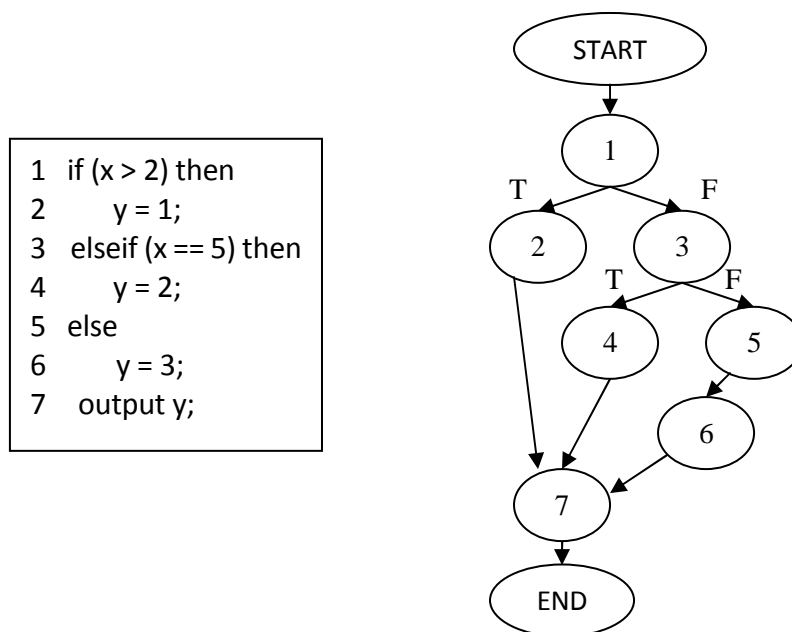 1 if (x > 2) then
2 y = 1;
3 elseif (x == 5) then
4 y = 2;
5 else
6 y = 3;
7 output y;
START
1
T F
2 3
T F
4 5
6
7
END